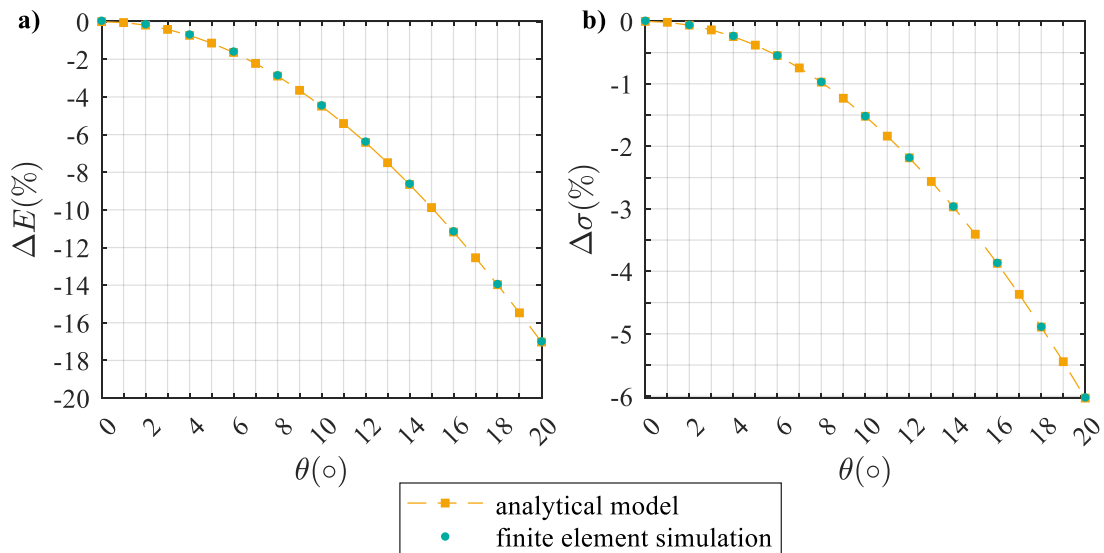 a)
0
-2
-4
-6
-8
-10
-12
-14
-16
-18
-20
ΔE(%)
0 2 4 6 8 10 12 14 16 18 20
θ(○)
b)
0
-1
-2
-3
-4
-5
-6
Δσ(%)
0 2 4 6 8 10 12 14 16 18 20
θ(○)
analytical model
finite element simulation